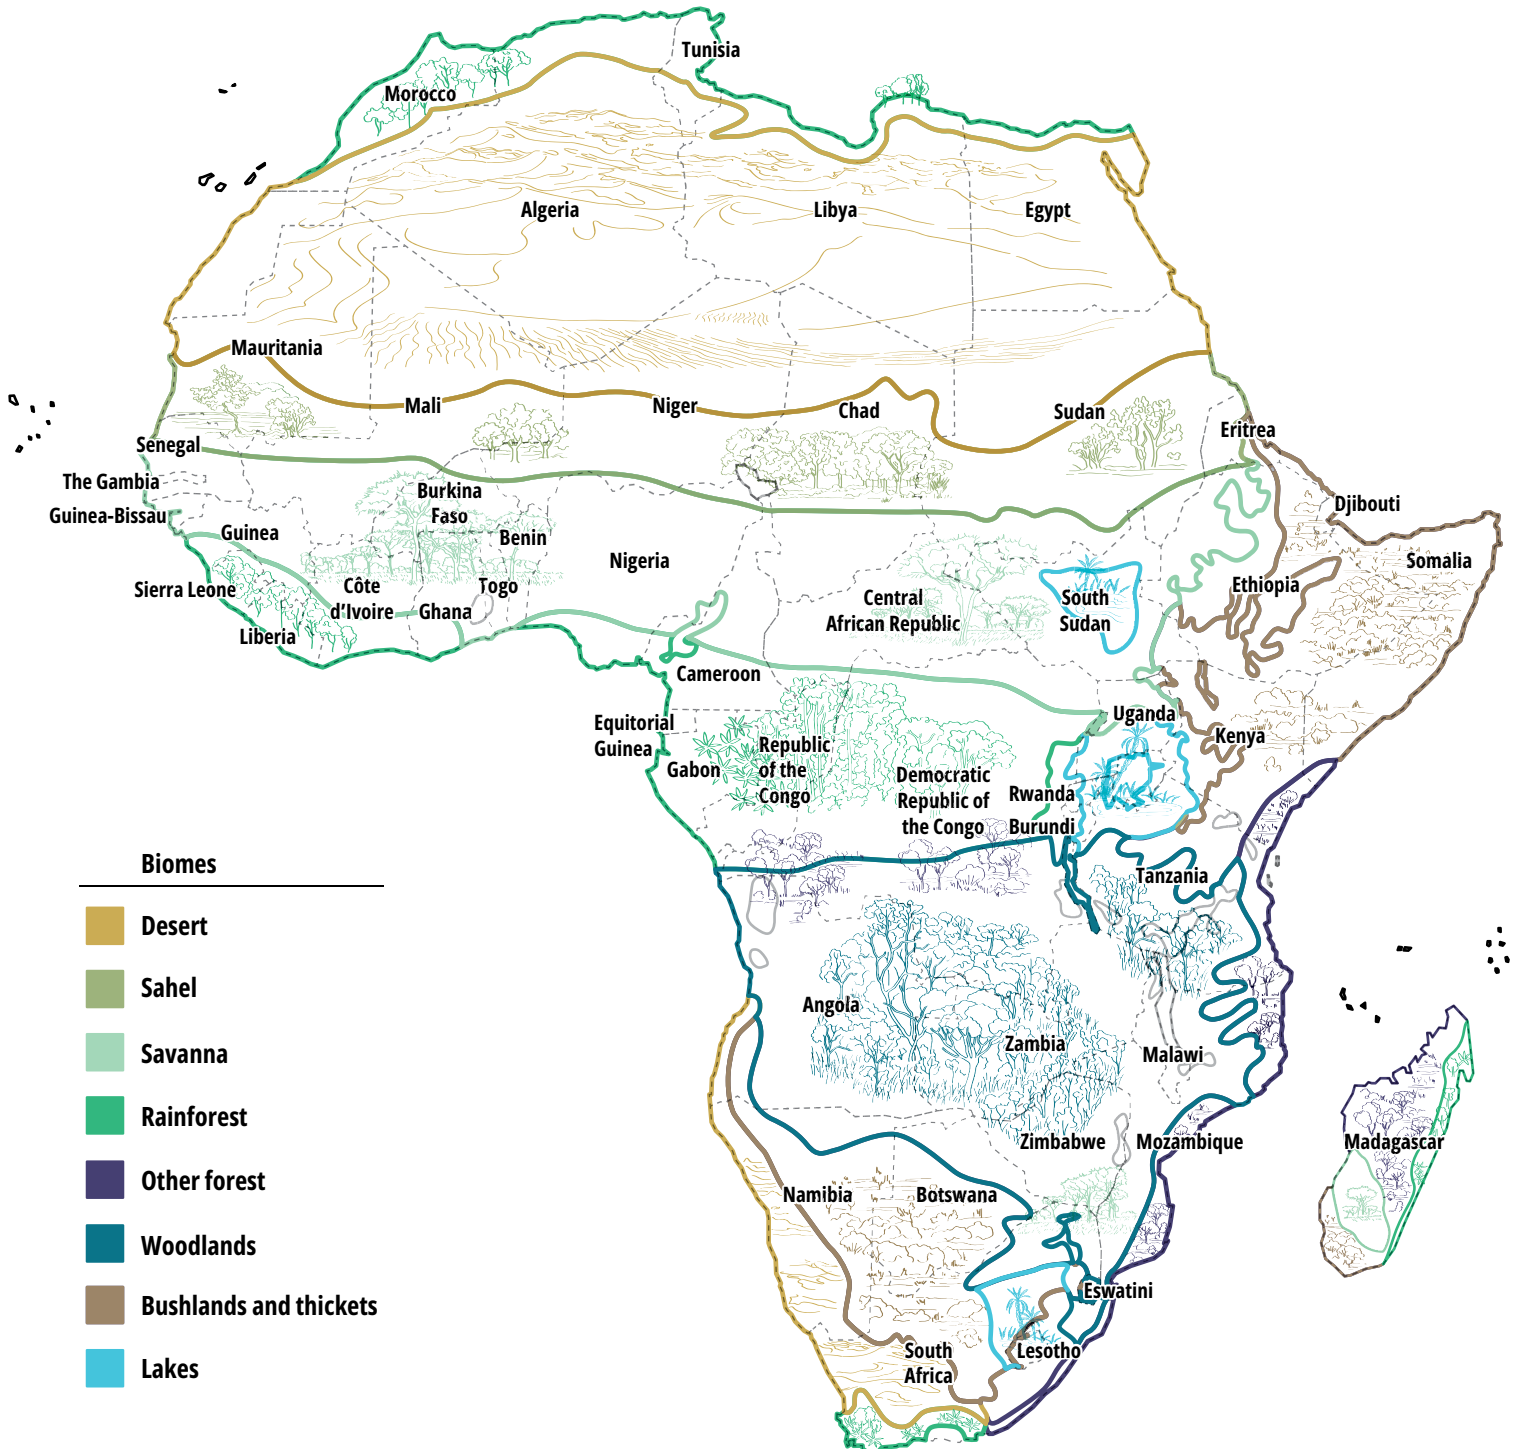 Tunisia
Morocco
Algeria
Libya
Egypt
Mauritania
Mali
Niger
Chad
Sudan
Eritrea
Senegal
The Gambia
Guinea-Bissau
Guinea
Burkina
Faso
Benin
Djibouti
Nigeria
Somalia
Sierra Leone
Côte
d’Ivoire
Togo
Ghana
Central
African Republic
South
Sudan
Ethiopia
Liberia
Cameroon
Equitorial
Guinea
Uganda
Kenya
Gabon
Republic
of the
Congo
Democratic
Republic of
the Congo
Rwanda
Burundi
Tanzania
Angola
Zambia
Malawi
Zimbabwe
Mozambique
Madagascar
Namibia
Botswana
Eswatini
South
Africa
Lesotho
Biomes
Desert
Sahel
Savanna
Rainforest
Other forest
Woodlands
Bushlands and thickets
Lakes